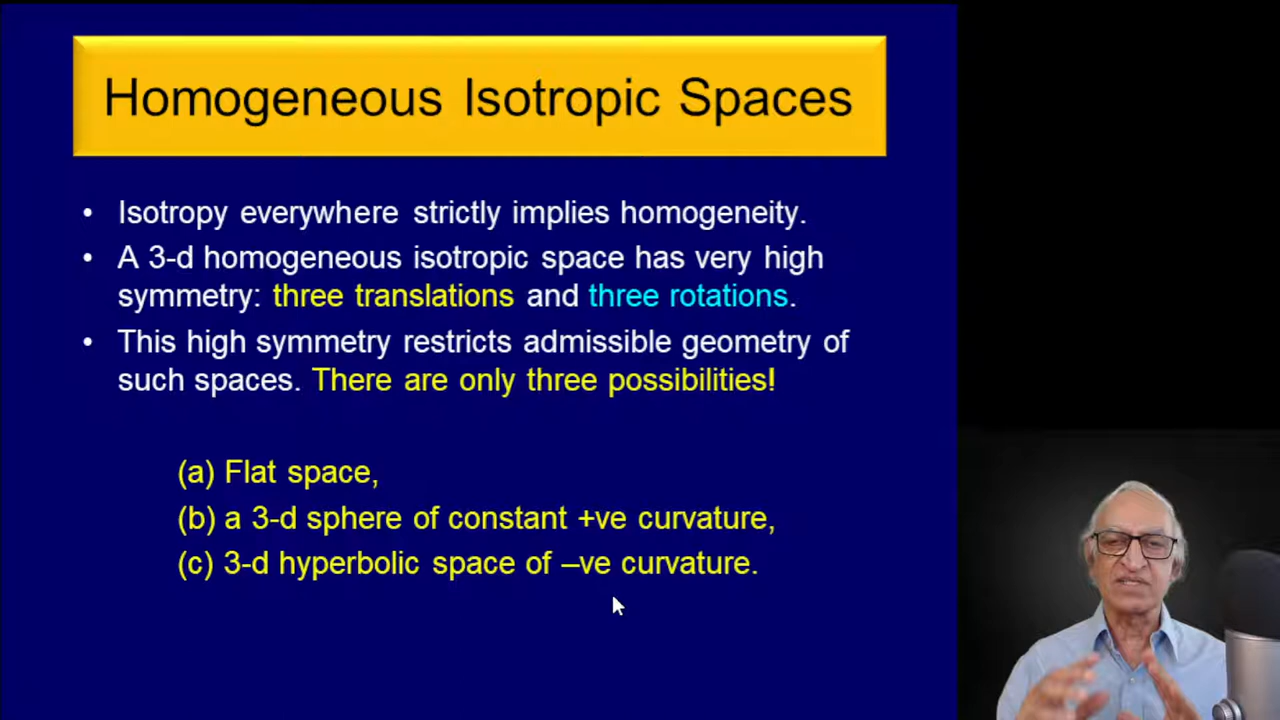 Homogeneous Isotropic Spaces
• Isotropy everywhere strictly implies homogeneity.
• A 3-d homogeneous isotropic space has very high
symmetry: three translations and three rotations.
• This high symmetry restricts admissible geometry of
such spaces. There are only three possibilities!
(a) Flat space,
(b) a 3-d sphere of constant +ve curvature,
(c) 3-d hyperbolic space of –ve curvature.